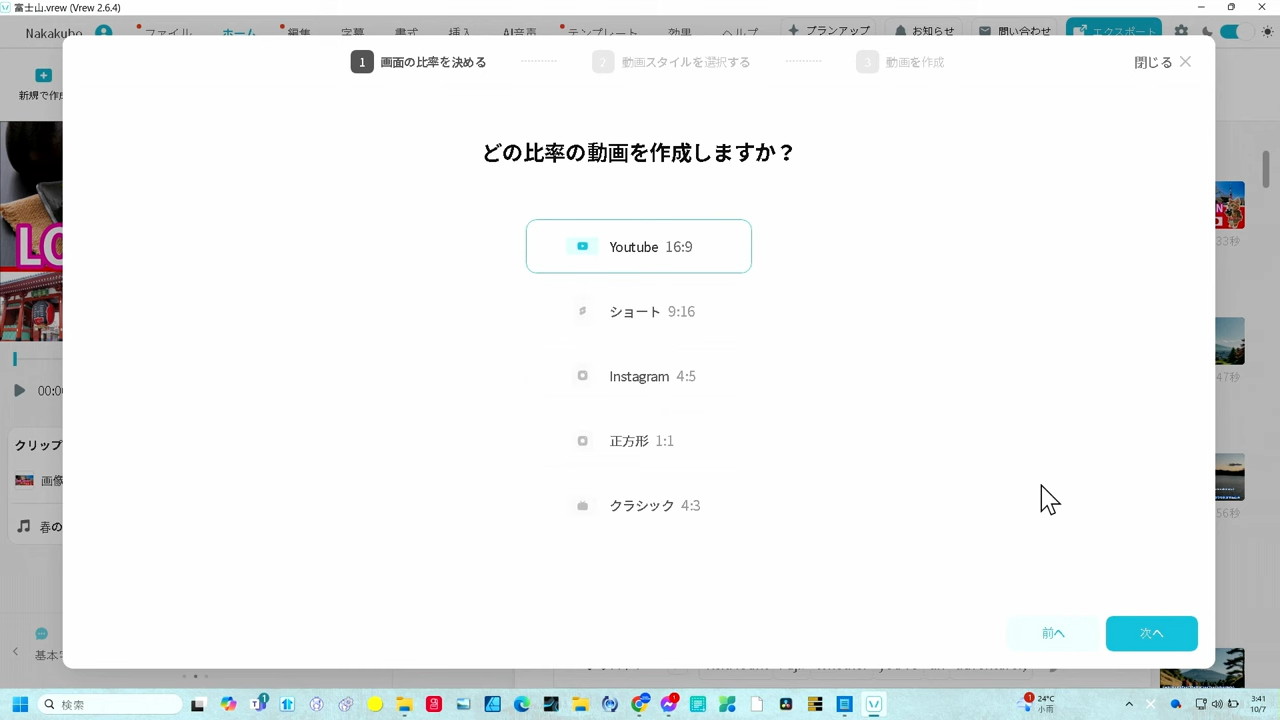 富士山.vrew (Vrew 2.6.4)
Nakakubo ファイル ホーム 編集 字幕 書式 挿入 AI音声 テンプレート 効果 ヘルプ プランアップ お知らせ 問い合わせ エクスポート
1 画面の比率を決める 2 動画スタイルを選択する 3 動画を作成 閉じる
新規で作成
どの比率の動画を作成しますか？
LO
Youtube 16:9
33秒
ショート 9:16
Instagram 4:5
47秒
00:0
正方形 1:1
クリップ
画像
クラシック 4:3
56秒
春の
前へ 次へ
基本
検索
24°C
小雨
3:41
10/7